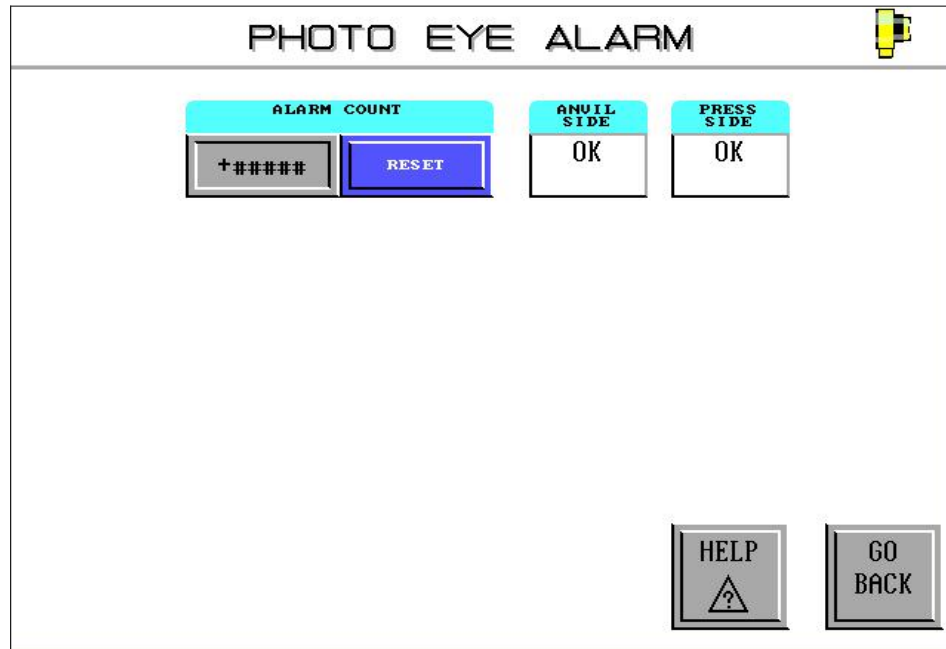 PHOTO EYE ALARM
ALARM COUNT
+#####
RESET
ANVIL
SIDE
OK
PRESS
SIDE
OK
HELP
?
GO
BACK